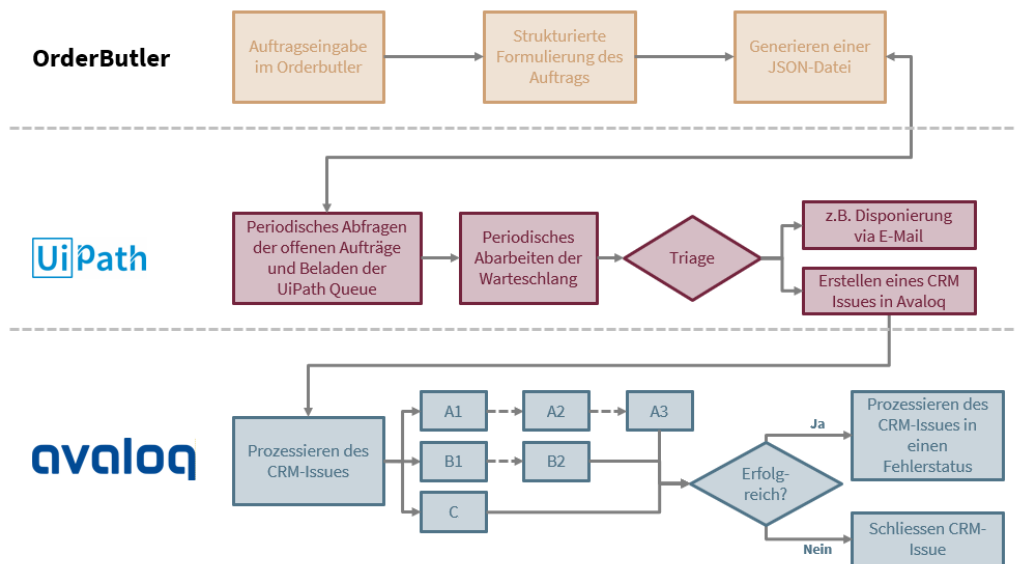 OrderButler
Auftragseingabe
im Orderbutler
Strukturierte
Formulierung des
Auftrags
Generieren einer
JSON-Datei
UiPath
Periodisches Abfragen
der offenen Aufträge
und Beladen der
UiPath Queue
Periodisches
Abarbeiten der
Warteschlang
Triage
z.B. Disponierung
via E-Mail
Erstellen eines CRM
Issues in Avaloq
avaloq
Prozessieren des
CRM-Issues
A1
A2
A3
B1
B2
C
Erfolg-
reich?
Ja
Prozessieren des
CRM-Issues in
einen
Fehlerstatus
Nein
Schliessen CRM-
Issue